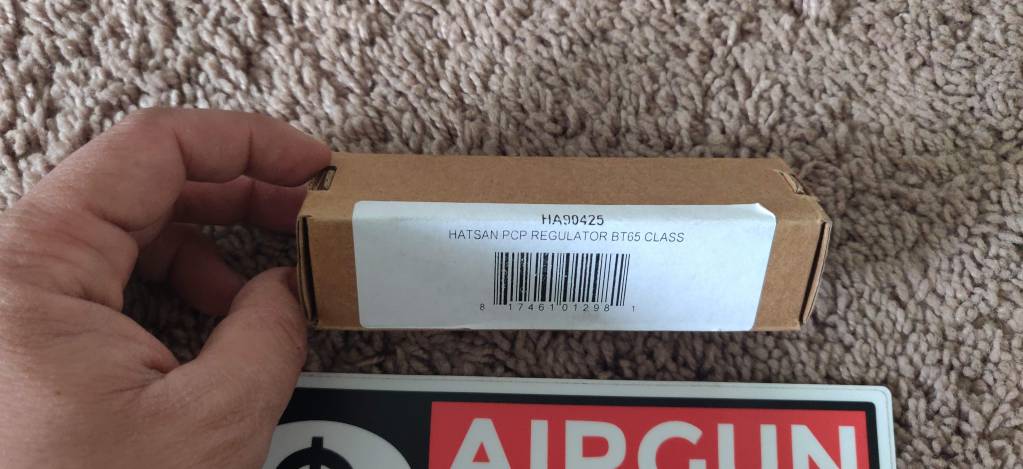 HA90425
HATSAN PCP REGULATOR BT65 CLASS
8 17461 01298 1
AIRGUN